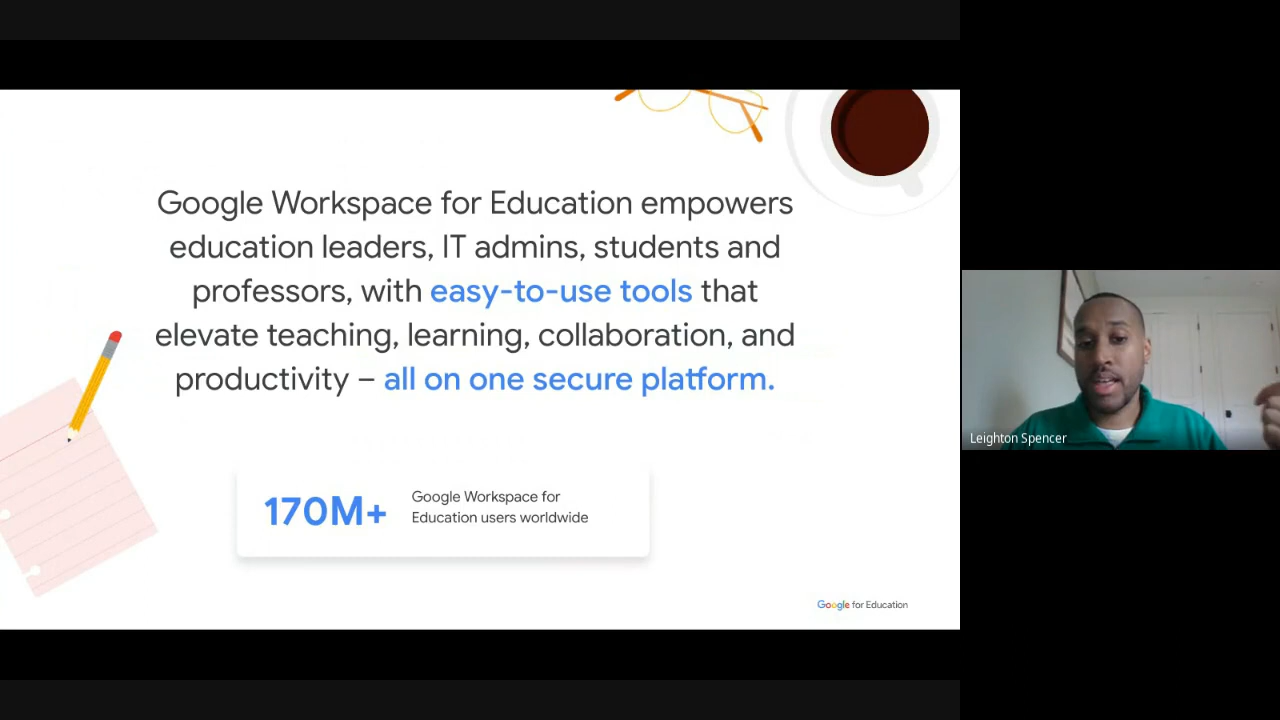 Google Workspace for Education empowers
education leaders, IT admins, students and
professors, with easy-to-use tools that
elevate teaching, learning, collaboration, and
productivity – all on one secure platform.
170M+
Google Workspace for
Education users worldwide
Google for Education
Leighton Spencer